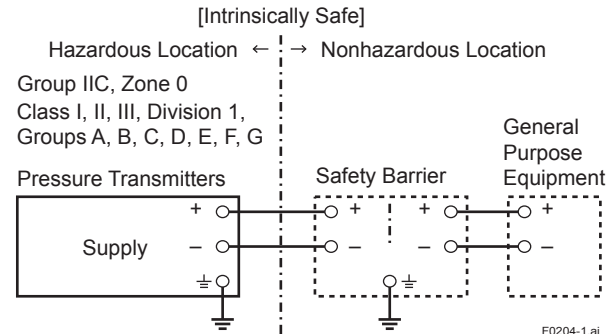 [Intrinsically Safe]
Hazardous Location ← → Nonhazardous Location
Group IIC, Zone 0
Class I, II, III, Division 1,
Groups A, B, C, D, E, F, G
General
Purpose
Equipment
Pressure Transmitters
Safety Barrier
+ + + +
Supply
– – – –
F0204-1.ai